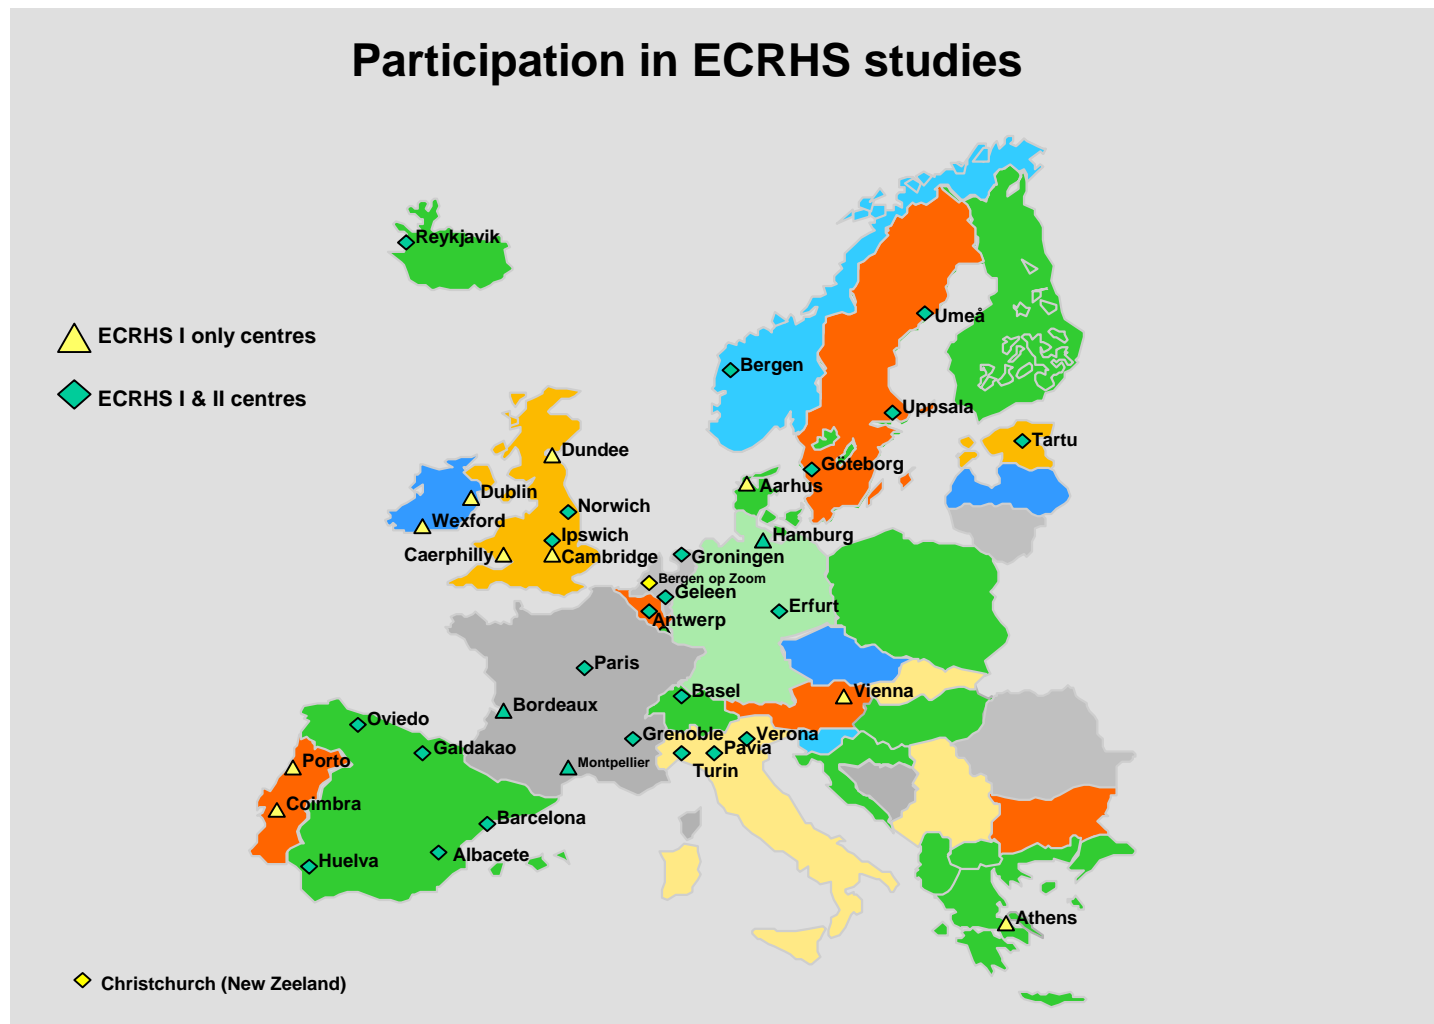 Participation in ECRHS studies
Reykjavik
ECRHS I only centres
Umeå
Bergen
ECRHS I & II centres
Uppsala
Tartu
Dundee
Göteborg
Aarhus
Dublin
Norwich
Wexford
Ipswich
Hamburg
Caerphilly
Cambridge
Groningen
Bergen op Zoom
Geleen
Erfurt
Antwerp
Paris
Basel
Vienna
Bordeaux
Oviedo
Grenoble
Verona
Galdakao
Pavia
Porto
Montpellier
Turin
Coimbra
Barcelona
Albacete
Huelva
Athens
Christchurch (New Zeeland)